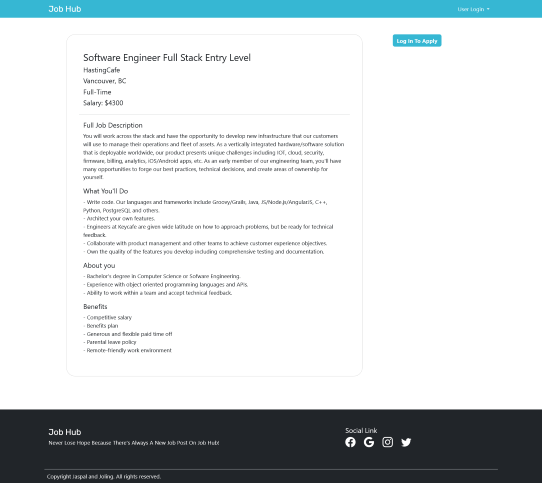 Job Hub
User Login
Log In To Apply
Software Engineer Full Stack Entry Level
HastingCafe
Vancouver, BC
Full-Time
Salary: $4300
Full Job Description
You will work across the stack and have the opportunity to develop new infrastructure that our customers
will use to manage their operations and fleet of assets. As a vertically integrated hardware/software solution
that is deployable worldwide, our product presents unique challenges including IOT, cloud, security,
firmware, billing, analytics, iOS/Android apps, etc. As an early member of our engineering team, you'll have
many opportunities to forge our best practices, technical decisions, and create areas of ownership for
yourself.
What You'll Do
- Write code. Our languages and frameworks include Groovy/Grails, Java, JS/Node.js/AngularJS, C++,
Python, PostgreSQL and others.
- Architect your own features.
- Engineers at Keycafe are given wide latitude on how to approach problems, but be ready for technical
feedback.
- Collaborate with product management and other teams to achieve customer experience objectives.
- Own the quality of the features you develop including comprehensive testing and documentation.
About you
- Bachelor's degree in Computer Science or Sofware Engineering.
- Experience with object oriented programming languages and APIs.
- Ability to work within a team and accept technical feedback.
Benefits
- Competitive salary
- Benefits plan
- Generous and flexible paid time off
- Parental leave policy
- Remote-friendly work environment
Job Hub
Never Lose Hope Because There's Always A New Job Post On Job Hub!
Social Link
Copyright Jaspal and Joling. All rights reserved.